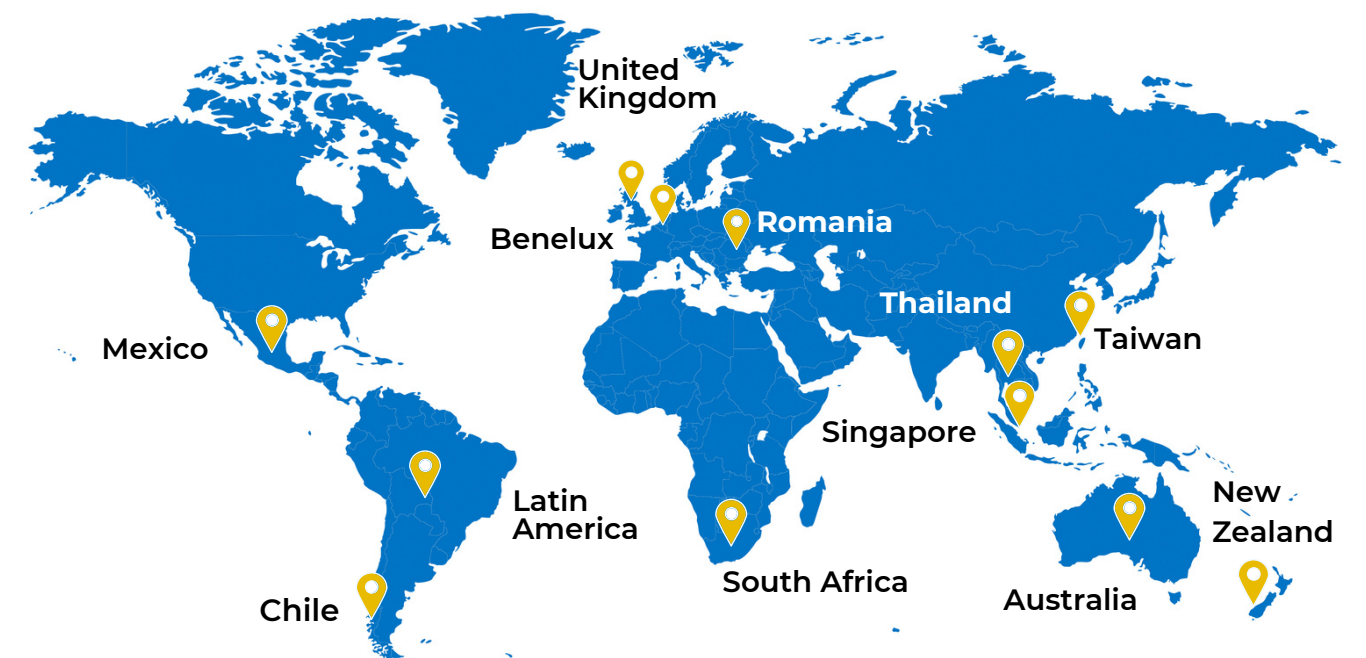 United
Kingdom
Benelux
Romania
Thailand
Mexico
Taiwan
Singapore
Latin
America
New
Zealand
South Africa
Australia
Chile